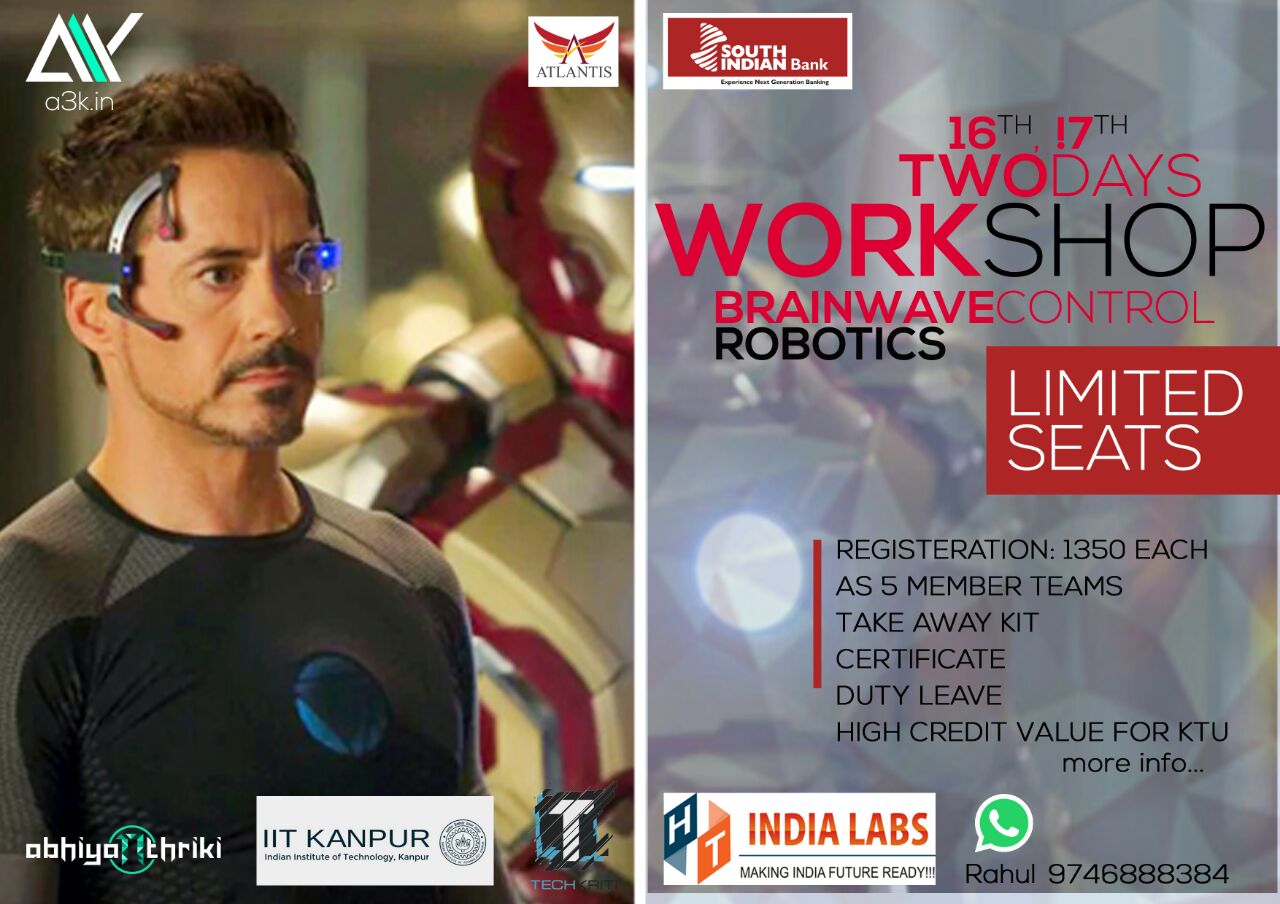 a3k.in
ATLANTIS
SOUTH
INDIAN Bank
Experience Next Generation Banking
16TH, !7TH
TWODAYS
WORKSHOP
BRAINWAVECONTROL
ROBOTICS
LIMITED
SEATS
REGISTERATION: 1350 EACH
AS 5 MEMBER TEAMS
TAKE AWAY KIT
CERTIFICATE
DUTY LEAVE
HIGH CREDIT VALUE FOR KTU
more info...
abhiyanthriki
IIT KANPUR
Indian Institute of Technology, Kanpur
TECHKRITI
HT INDIA LABS
MAKING INDIA FUTURE READY!!!
Rahul 9746888384